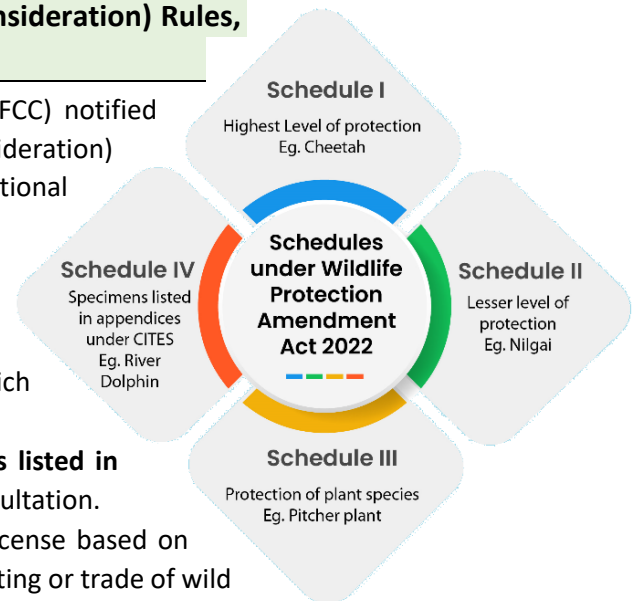 nsideration) Rules,
FCC) notified
ideration)
tional
ich
s listed in
ultation.
icense based on
ting or trade of wild
Schedule I
Highest Level of protection
Eg. Cheetah
Schedule IV
Specimens listed
in appendices
under CITES
Eg. River
Dolphin
Schedules
under Wildlife
Protection
Amendment
Act 2022
Schedule II
Lesser level of
protection
Eg. Nilgai
Schedule III
Protection of plant species
Eg. Pitcher plant